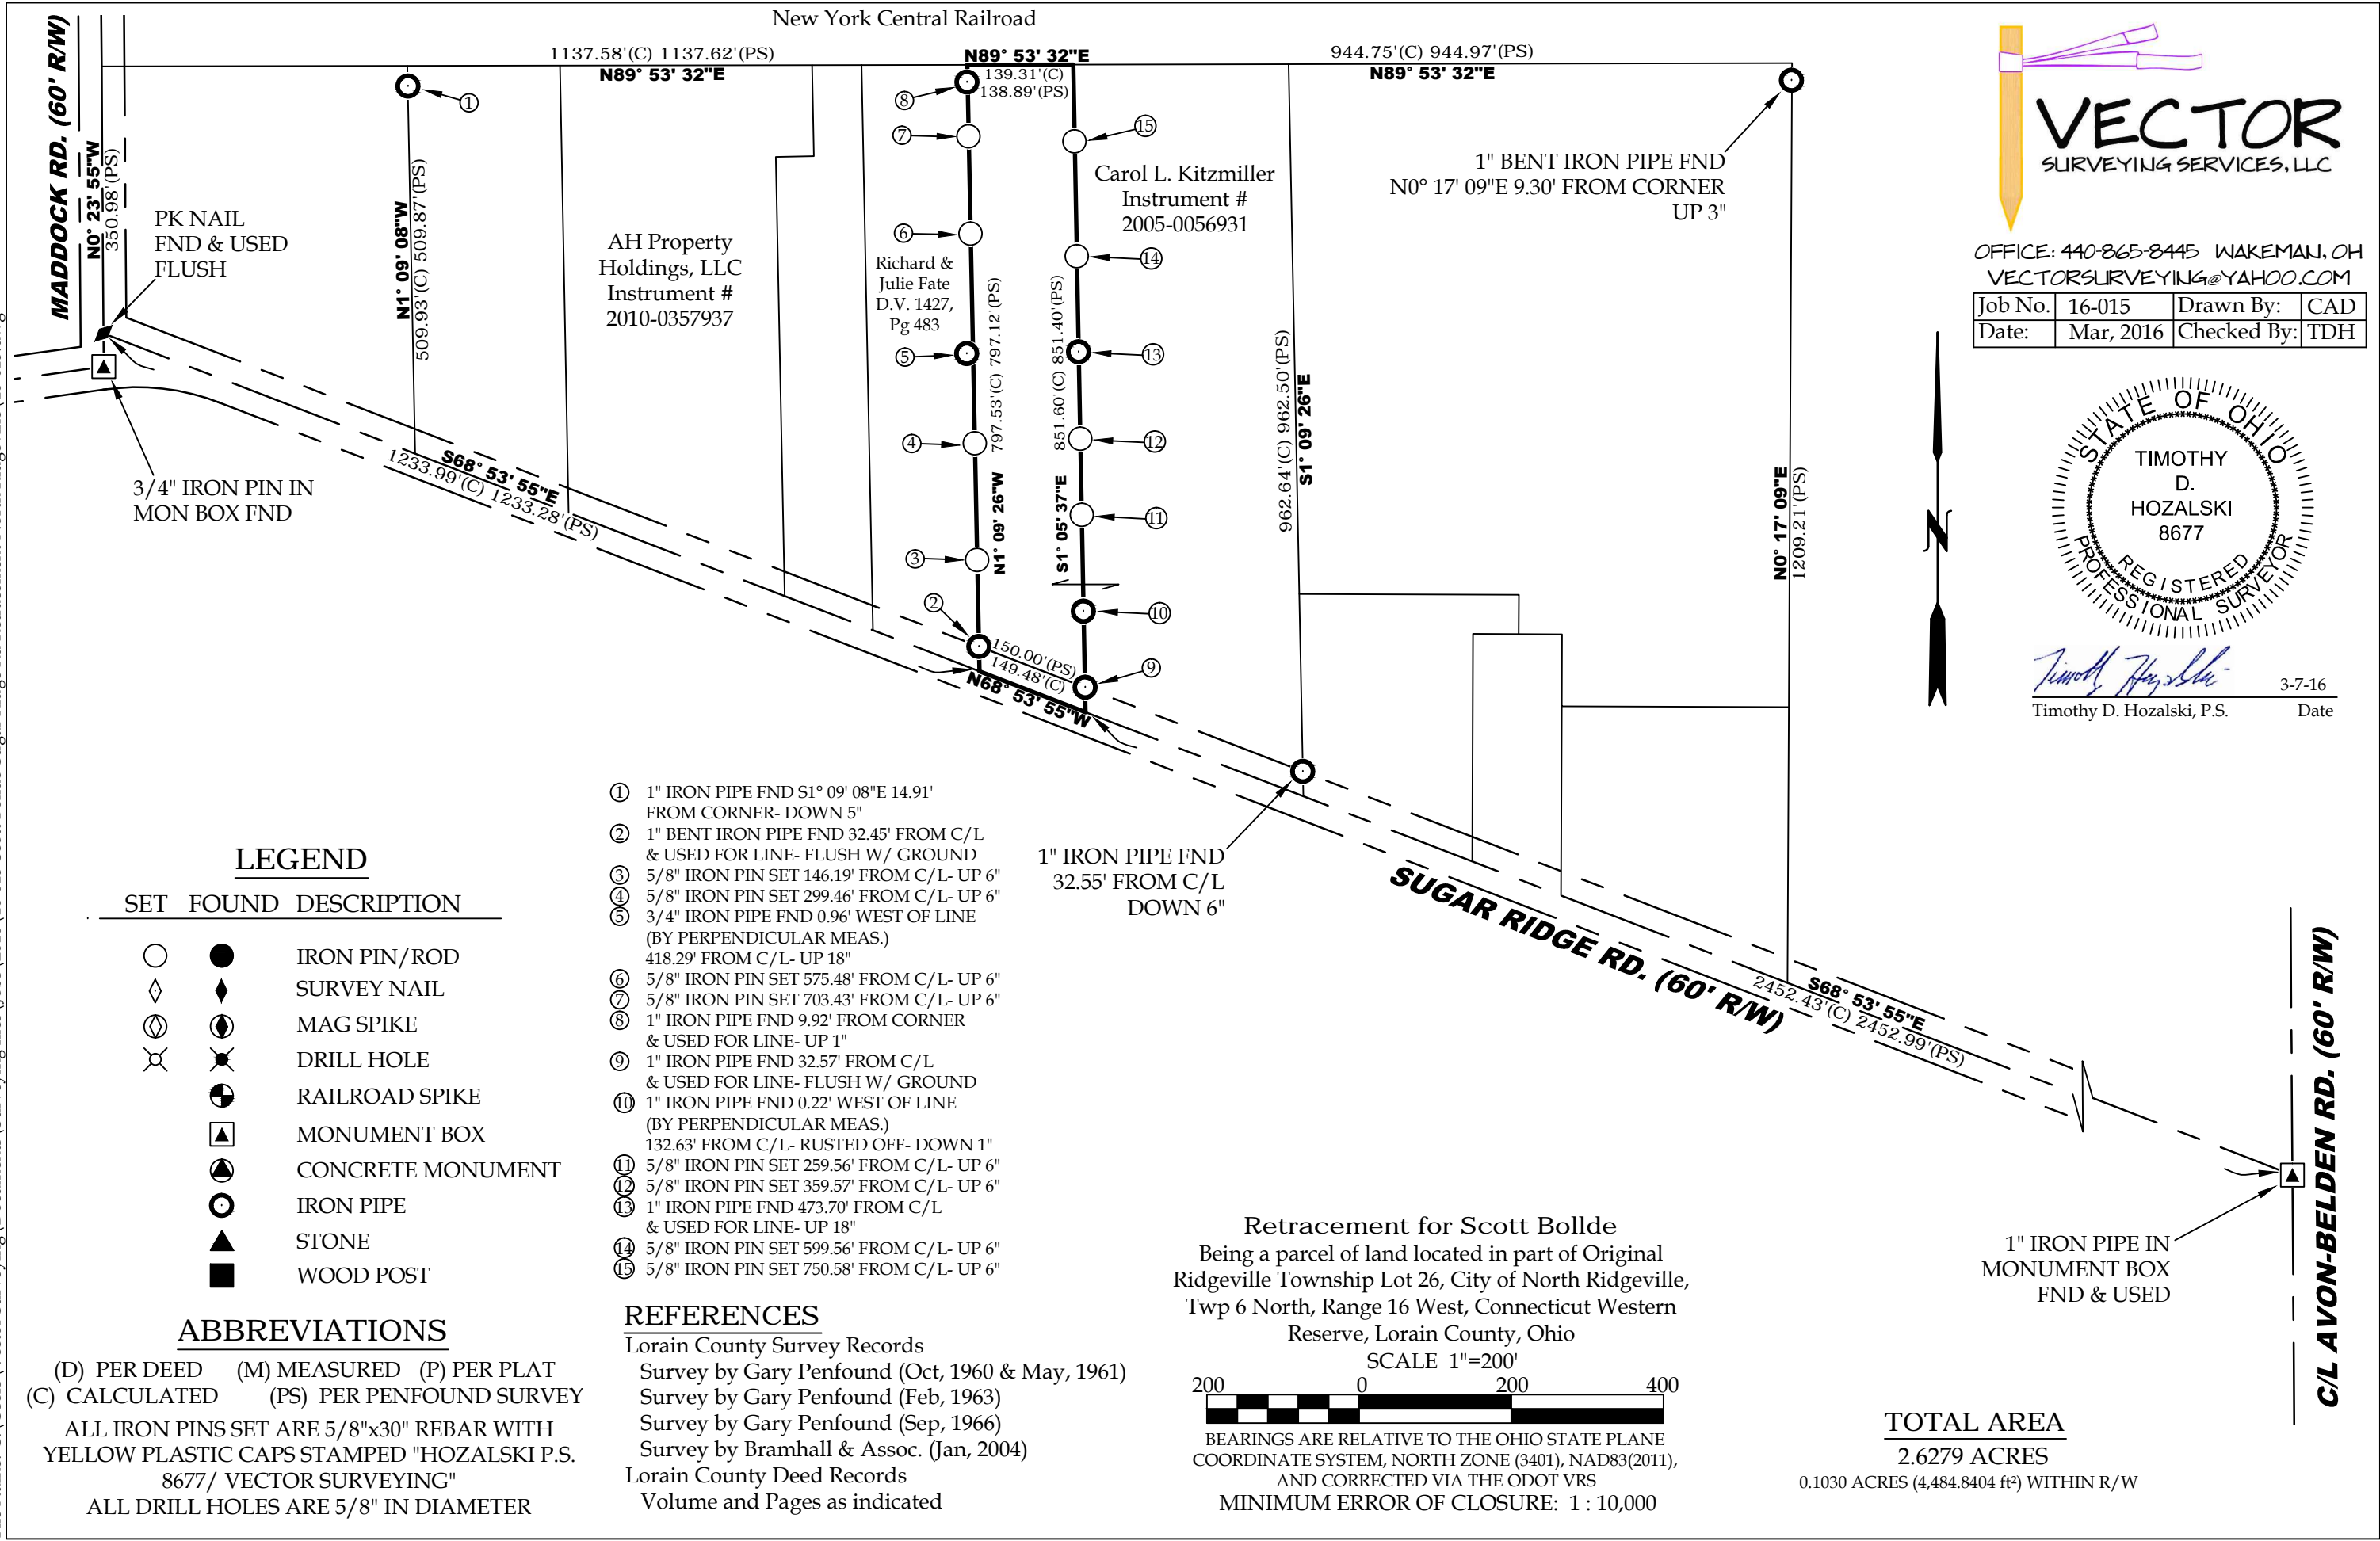 New York Central Railroad
MADDOCK RD. (60' R/W)
N0° 23' 55"W
350.98'(PS)
1137.58'(C) 1137.62'(PS)
N89° 53' 32"E
N89° 53' 32"E
139.31'(C)
138.89'(PS)
944.75'(C) 944.97'(PS)
N89° 53' 32"E
1
8
7
15
PK NAIL
FND & USED
FLUSH
N1° 09' 08"W
509.93'(C) 509.87'(PS)
AH Property
Holdings, LLC
Instrument #
2010-0357937
Richard &
Julie Fate
D.V. 1427,
Pg 483
Carol L. Kitzmiller
Instrument #
2005-0056931
1" BENT IRON PIPE FND
N0° 17' 09"E 9.30' FROM CORNER
UP 3"
6
14
5
13
4
12
11
3
10
2
9
797.53'(C) 797.12'(PS)
N1° 09' 26"W
851.60'(C) 851.40'(PS)
S1° 05' 37"E
962.64'(C) 962.50'(PS)
S1° 09' 26"E
N0° 17' 09"E
1209.21'(PS)
3/4" IRON PIN IN
MON BOX FND
S68° 53' 55"E
1233.99'(C) 1233.28'(PS)
150.00'(PS)
149.48'(C)
N68° 53' 55"W
1" IRON PIPE FND
32.55' FROM C/L
DOWN 6"
SUGAR RIDGE RD. (60' R/W)
S68° 53' 55"E
2452.43'(C) 2452.99'(PS)
C/L AVON-BELDEN RD. (60' R/W)
1" IRON PIPE IN
MONUMENT BOX
FND & USED
N
VECTOR
SURVEYING SERVICES, LLC
OFFICE: 440-865-8445 WAKEMAN, OH
VECTORSURVEYING@YAHOO.COM
Job No. 16-015 Drawn By: CAD
Date: Mar, 2016 Checked By: TDH
STATE OF OHIO
TIMOTHY
D.
HOZALSKI
8677
REGISTERED
PROFESSIONAL SURVEYOR
3-7-16
Timothy D. Hozalski, P.S. Date
LEGEND
SET FOUND DESCRIPTION
IRON PIN/ROD
SURVEY NAIL
MAG SPIKE
DRILL HOLE
RAILROAD SPIKE
MONUMENT BOX
CONCRETE MONUMENT
IRON PIPE
STONE
WOOD POST
ABBREVIATIONS
(D) PER DEED (M) MEASURED (P) PER PLAT
(C) CALCULATED (PS) PER PENFOUND SURVEY
ALL IRON PINS SET ARE 5/8"x30" REBAR WITH
YELLOW PLASTIC CAPS STAMPED "HOZALSKI P.S.
8677/ VECTOR SURVEYING"
ALL DRILL HOLES ARE 5/8" IN DIAMETER
1 1" IRON PIPE FND S1° 09' 08"E 14.91'
FROM CORNER- DOWN 5"
2 1" BENT IRON PIPE FND 32.45' FROM C/L
& USED FOR LINE- FLUSH W/ GROUND
3 5/8" IRON PIN SET 146.19' FROM C/L- UP 6"
4 5/8" IRON PIN SET 299.46' FROM C/L- UP 6"
5 3/4" IRON PIPE FND 0.96' WEST OF LINE
(BY PERPENDICULAR MEAS.)
418.29' FROM C/L- UP 18"
6 5/8" IRON PIN SET 575.48' FROM C/L- UP 6"
7 5/8" IRON PIN SET 703.43' FROM C/L- UP 6"
8 1" IRON PIPE FND 9.92' FROM CORNER
& USED FOR LINE- UP 1"
9 1" IRON PIPE FND 32.57' FROM C/L
& USED FOR LINE- FLUSH W/ GROUND
10 1" IRON PIPE FND 0.22' WEST OF LINE
(BY PERPENDICULAR MEAS.)
132.63' FROM C/L- RUSTED OFF- DOWN 1"
11 5/8" IRON PIN SET 259.56' FROM C/L- UP 6"
12 5/8" IRON PIN SET 359.57' FROM C/L- UP 6"
13 1" IRON PIPE FND 473.70' FROM C/L
& USED FOR LINE- UP 18"
14 5/8" IRON PIN SET 599.56' FROM C/L- UP 6"
15 5/8" IRON PIN SET 750.58' FROM C/L- UP 6"
REFERENCES
Lorain County Survey Records
Survey by Gary Penfound (Oct, 1960 & May, 1961)
Survey by Gary Penfound (Feb, 1963)
Survey by Gary Penfound (Sep, 1966)
Survey by Bramhall & Assoc. (Jan, 2004)
Lorain County Deed Records
Volume and Pages as indicated
Retracement for Scott Bollde
Being a parcel of land located in part of Original
Ridgeville Township Lot 26, City of North Ridgeville,
Twp 6 North, Range 16 West, Connecticut Western
Reserve, Lorain County, Ohio
SCALE 1"=200'
200 0 200 400
BEARINGS ARE RELATIVE TO THE OHIO STATE PLANE
COORDINATE SYSTEM, NORTH ZONE (3401), NAD83(2011),
AND CORRECTED VIA THE ODOT VRS
MINIMUM ERROR OF CLOSURE: 1 : 10,000
TOTAL AREA
2.6279 ACRES
0.1030 ACRES (4,484.8404 ft²) WITHIN R/W